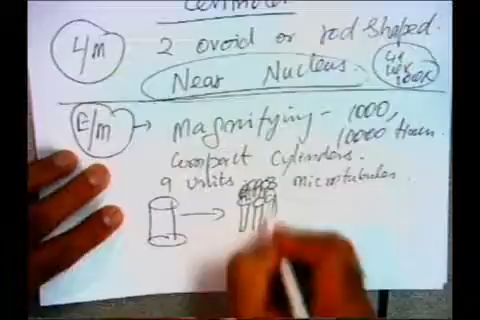 L/m
2 ovoid or rod shaped.
Near Nucleus.
E/m → Magnifying - 1000,
10000 times.
Compact Cylinders.
9 units microtubules.